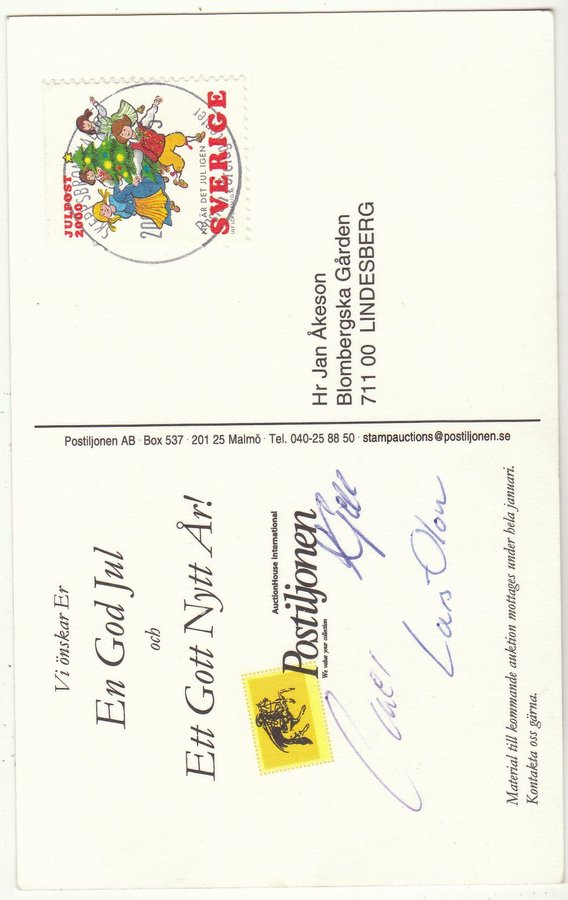 Vi önskar Er
En God Jul
och
Ett Gott Nytt År!
AuctionHouse International
Postiljonen
We value your collection
Lars Olon
Material till kommande auktion mottages under hela januari.
Kontakta oss gärna.
Postiljonen AB · Box 537 · 201 25 Malmö · Tel. 040-25 88 50 · stampauctions@postiljonen.se
JULPOST
2000
NU ÄR DET JUL IGEN
SVERIGE
Hr Jan Åkeson
Blombergska Gården
711 00 LINDESBERG